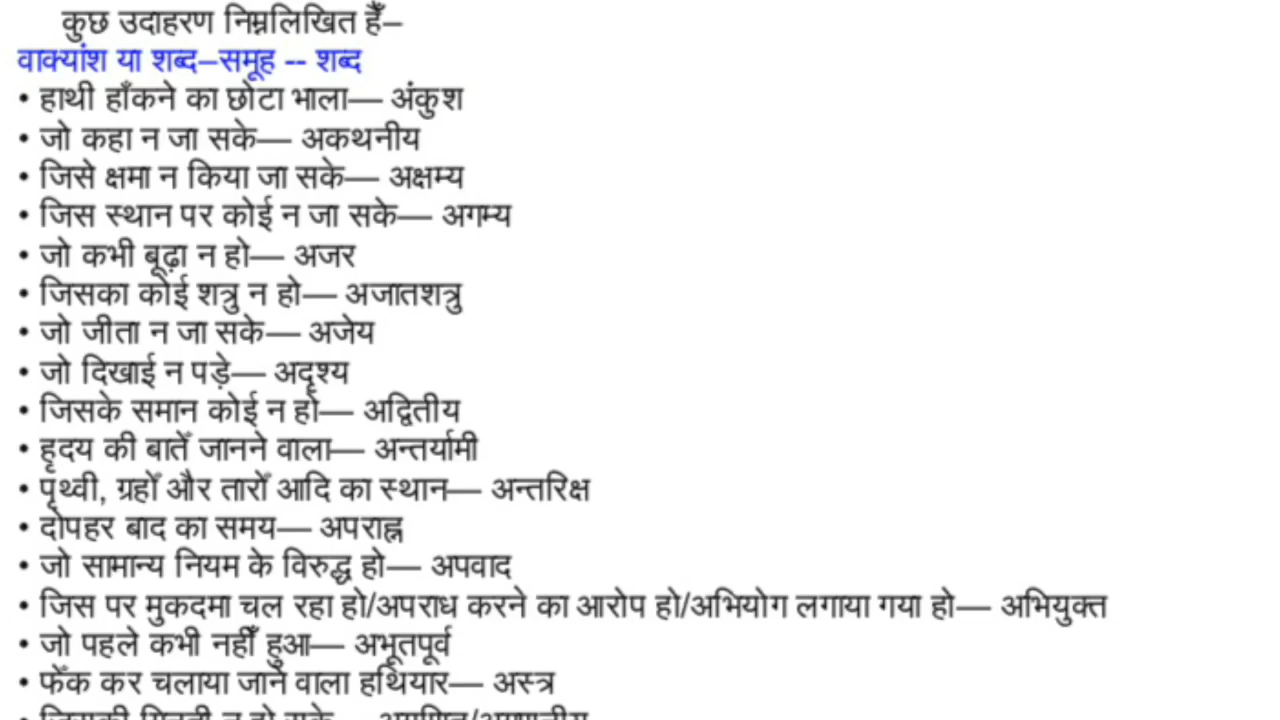 कुछ उदाहरण निम्नलिखित हैँ–
वाक्यांश या शब्द–समूह -- शब्द
• हाथी हाँकने का छोटा भाला— अंकुश
• जो कहा न जा सके— अकथनीय
• जिसे क्षमा न किया जा सके— अक्षम्य
• जिस स्थान पर कोई न जा सके— अगम्य
• जो कभी बूढ़ा न हो— अजर
• जिसका कोई शत्रु न हो— अजातशत्रु
• जो जीता न जा सके— अजेय
• जो दिखाई न पड़े— अदृश्य
• जिसके समान कोई न हो— अद्वितीय
• हृदय की बातेँ जानने वाला— अन्तर्यामी
• पृथ्वी, ग्रहोँ और तारोँ आदि का स्थान— अन्तरिक्ष
• दोपहर बाद का समय— अपराह्न
• जो सामान्य नियम के विरुद्ध हो— अपवाद
• जिस पर मुकदमा चल रहा हो/अपराध करने का आरोप हो/अभियोग लगाया गया हो— अभियुक्त
• जो पहले कभी नहीँ हुआ— अभूतपूर्व
• फेँक कर चलाया जाने वाला हथियार— अस्त्र